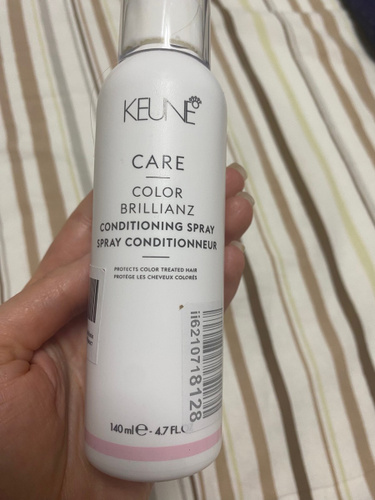 KEUNE
CARE
COLOR
BRILLIANZ
CONDITIONING SPRAY
SPRAY CONDITIONNEUR
PROTECTS COLOR TREATED HAIR
PROTÈGE LES CHEVEUX COLORÉS
ii6210718128
140 ml e - 4.7 FL